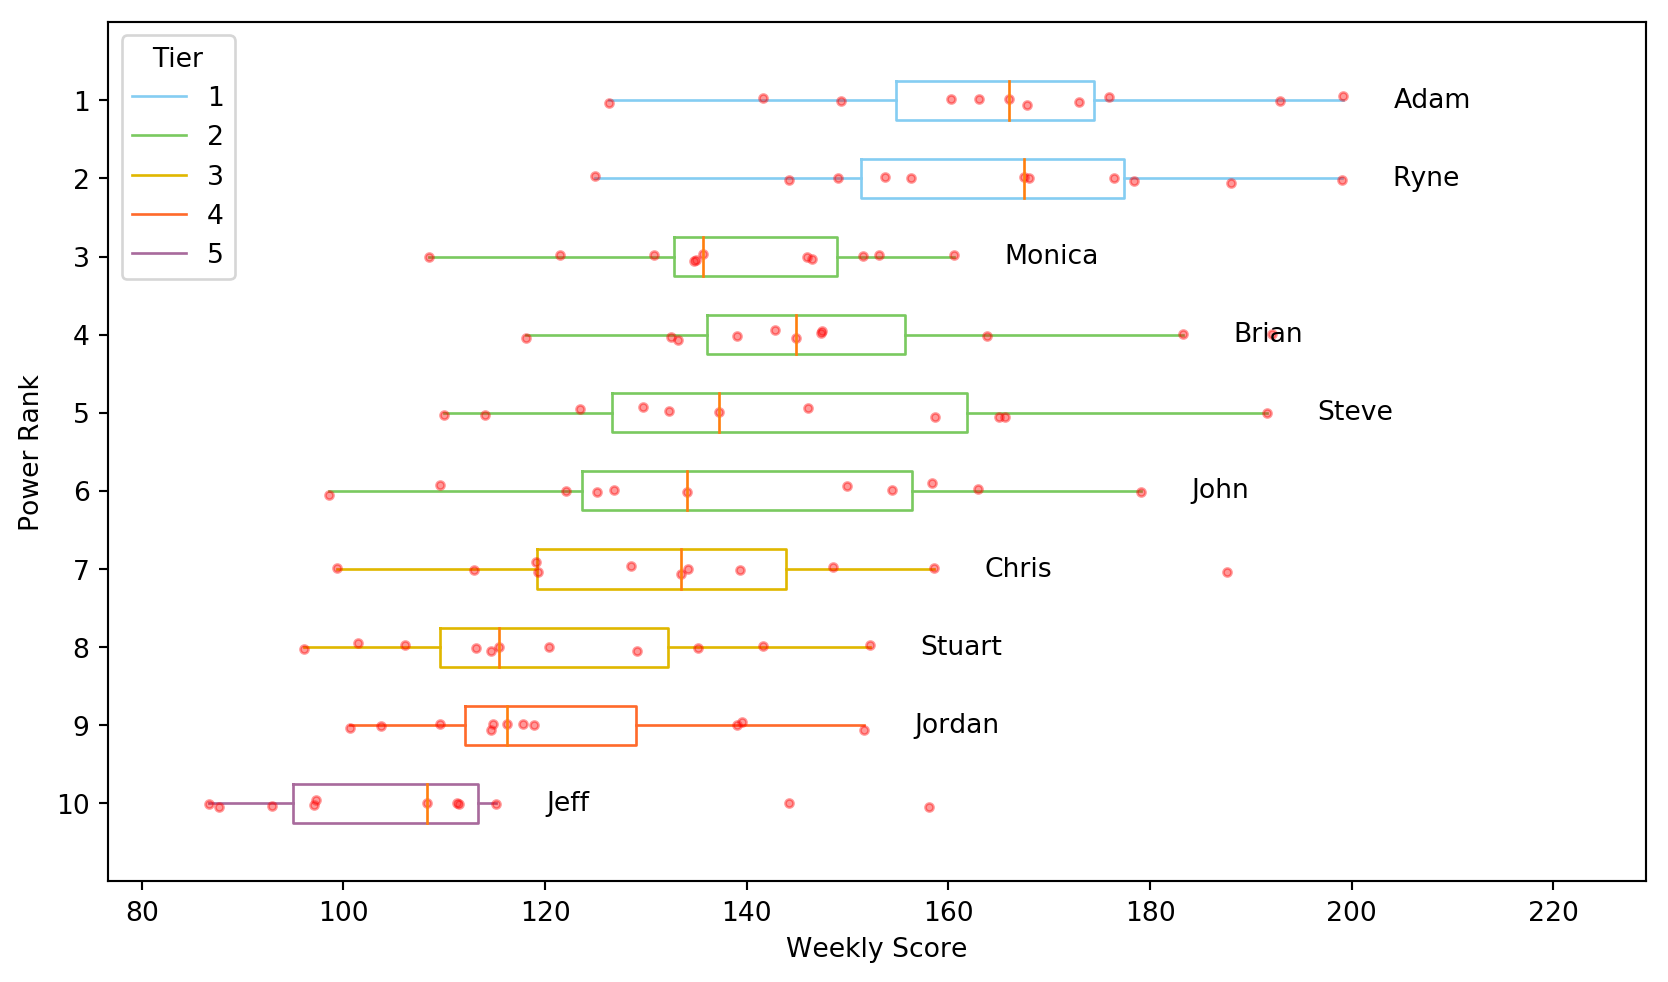 Tier
1
2
3
4
5
1 Adam
2 Ryne
3 Monica
4 Brian
5 Steve
6 John
7 Chris
8 Stuart
9 Jordan
10 Jeff
Power Rank
80 100 120 140 160 180 200 220
Weekly Score